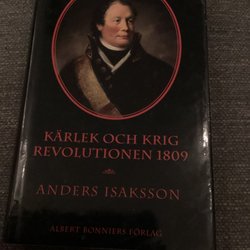 KÄRLEK OCH KRIG
REVOLUTIONEN 1809
ANDERS ISAKSSON
ALBERT BONNIERS FÖRLAG